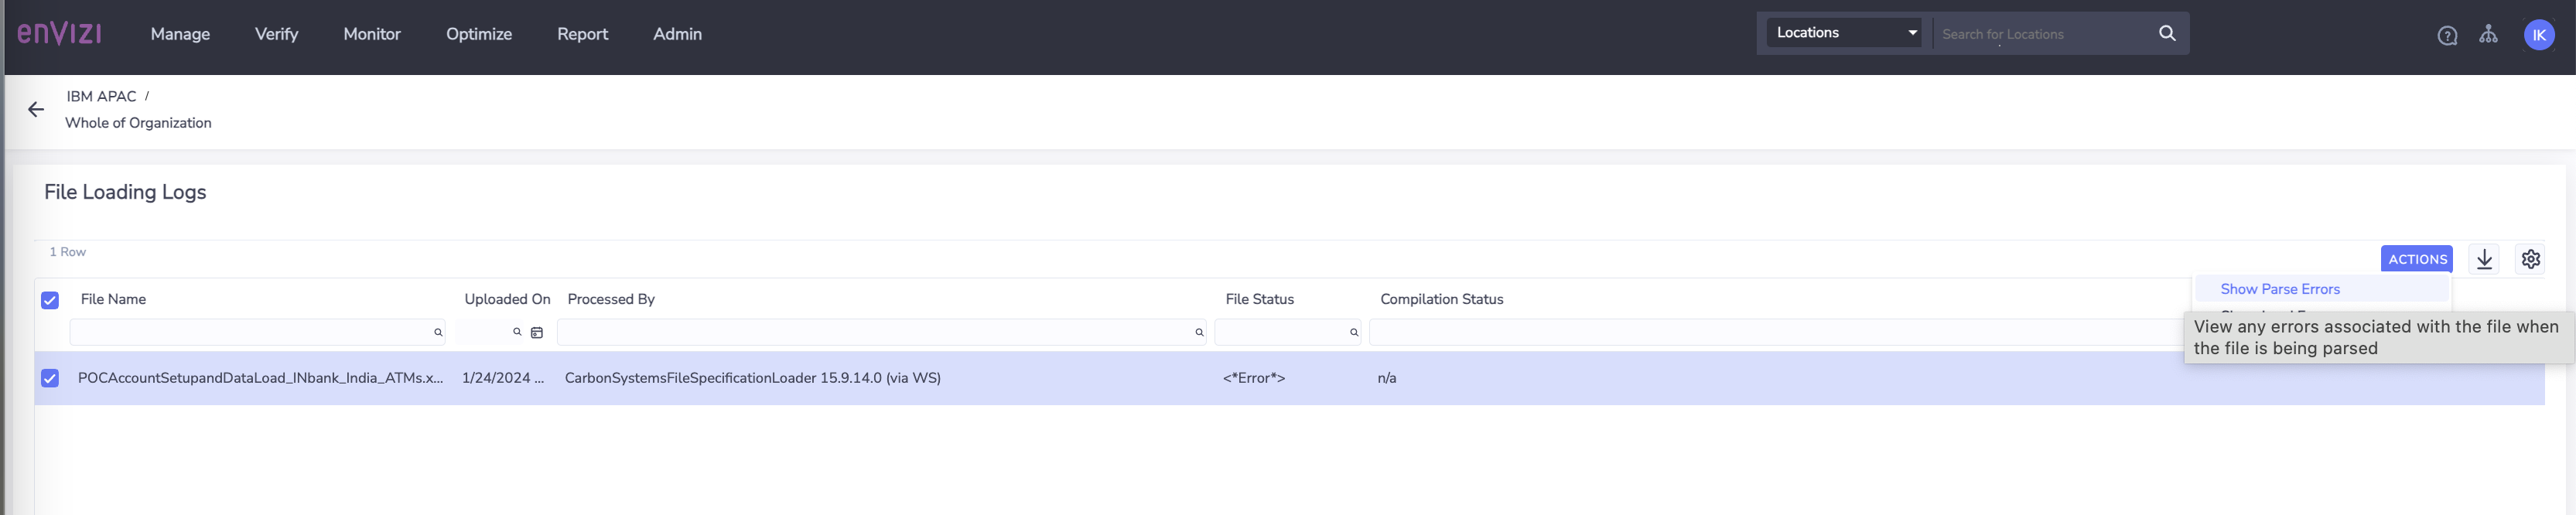 enVIZI
Manage Verify Monitor Optimize Report Admin
Locations
Search for Locations
?
IK
IBM APAC /
Whole of Organization
File Loading Logs
1 Row
ACTIONS
Show Parse Errors
View any errors associated with the file when
the file is being parsed
File Name Uploaded On Processed By File Status Compilation Status
POCAccountSetupandDataLoad_INbank_India_ATMs.x... 1/24/2024 ... CarbonSystemsFileSpecificationLoader 15.9.14.0 (via WS) <*Error*> n/a